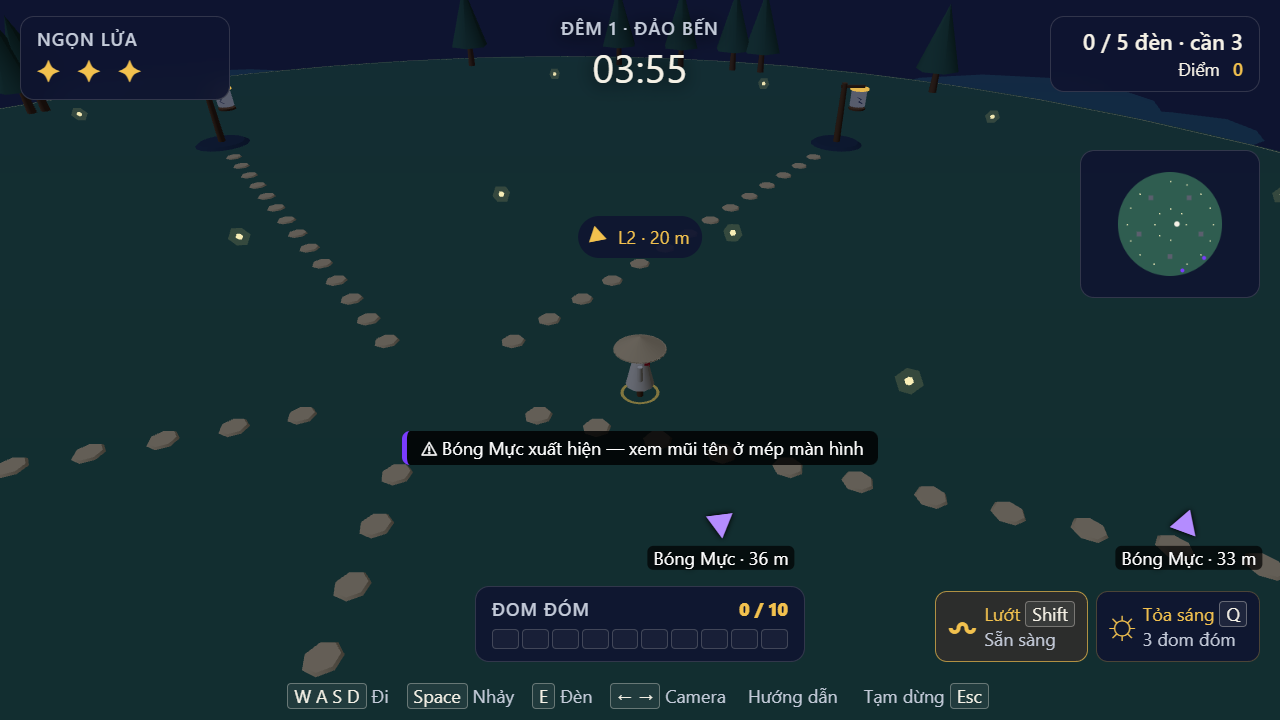 NGỌN LỬA
ĐÊM 1 · ĐẢO BẾN
03:55
0 / 5 đèn · cần 3
Điểm 0
L2 · 20 m
⚠ Bóng Mực xuất hiện — xem mũi tên ở mép màn hình
Bóng Mực · 36 m
Bóng Mực · 33 m
ĐOM ĐÓM 0 / 10
Lướt Shift
Sẵn sàng
Tỏa sáng Q
3 đom đóm
W A S D Đi Space Nhảy E Đèn ← → Camera Hướng dẫn Tạm dừng Esc